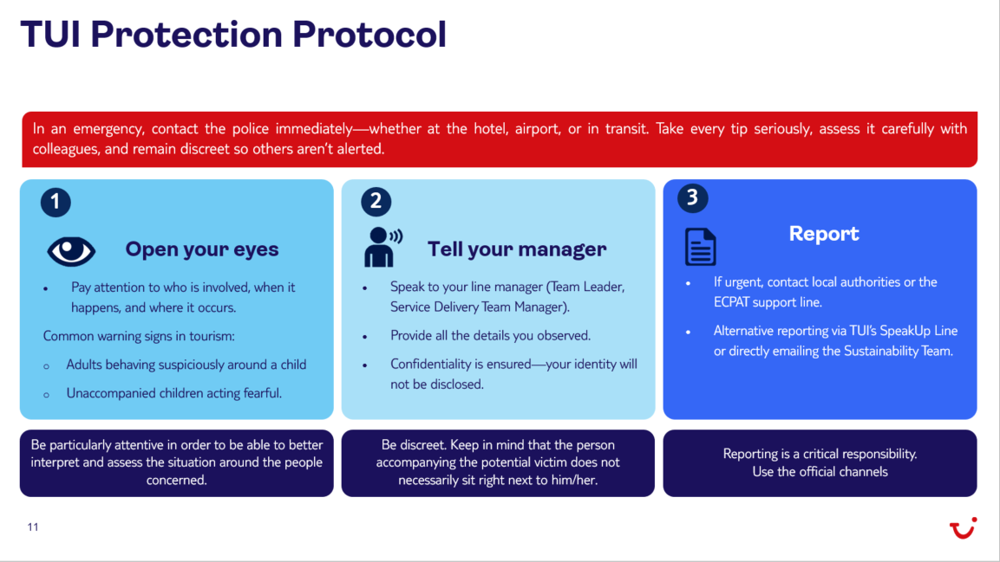 TUI Protection Protocol
In an emergency, contact the police immediately—whether at the hotel, airport, or in transit. Take every tip seriously, assess it carefully with
colleagues, and remain discreet so others aren’t alerted.
1
Open your eyes
• Pay attention to who is involved, when it
happens, and where it occurs.
Common warning signs in tourism:
o Adults behaving suspiciously around a child
o Unaccompanied children acting fearful.
Be particularly attentive in order to be able to better
interpret and assess the situation around the people
concerned.
2
Tell your manager
• Speak to your line manager (Team Leader,
Service Delivery Team Manager).
• Provide all the details you observed.
• Confidentiality is ensured—your identity will
not be disclosed.
Be discreet. Keep in mind that the person
accompanying the potential victim does not
necessarily sit right next to him/her.
3
Report
• If urgent, contact local authorities or the
ECPAT support line.
• Alternative reporting via TUI’s SpeakUp Line
or directly emailing the Sustainability Team.
Reporting is a critical responsibility.
Use the official channels
11